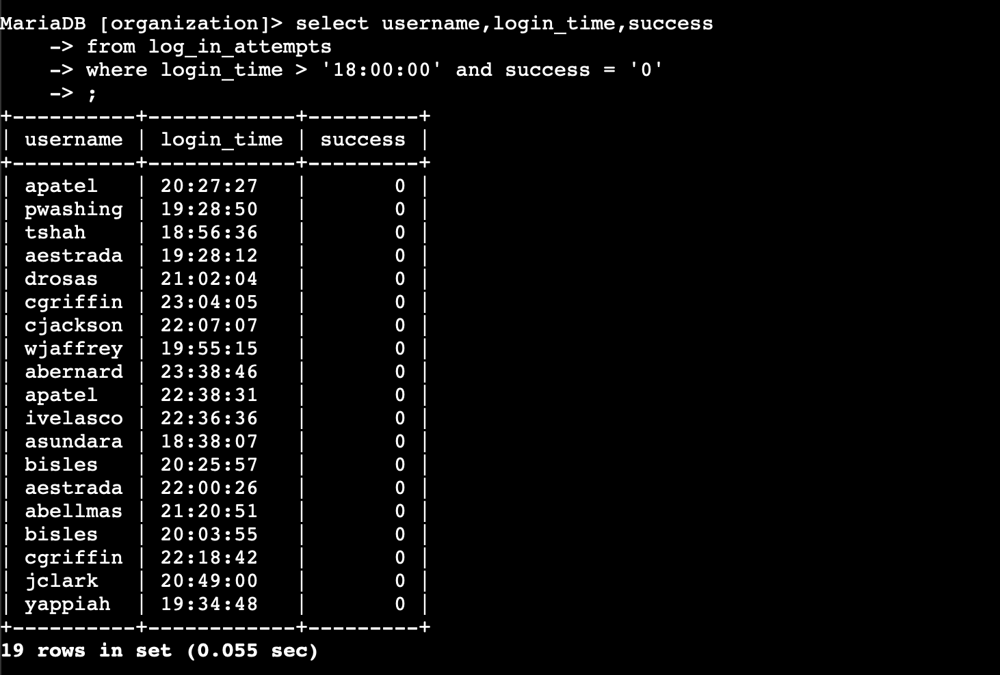 MariaDB [organization]> select username,login_time,success
    -> from log_in_attempts
    -> where login_time > '18:00:00' and success = '0'
    -> ;
+----------+------------+---------+
| username | login_time | success |
+----------+------------+---------+
| apatel   | 20:27:27   |       0 |
| pwashing | 19:28:50   |       0 |
| tshah    | 18:56:36   |       0 |
| aestrada | 19:28:12   |       0 |
| drosas   | 21:02:04   |       0 |
| cgriffin | 23:04:05   |       0 |
| cjackson | 22:07:07   |       0 |
| wjaffrey | 19:55:15   |       0 |
| abernard | 23:38:46   |       0 |
| apatel   | 22:38:31   |       0 |
| ivelasco | 22:36:36   |       0 |
| asundara | 18:38:07   |       0 |
| bisles   | 20:25:57   |       0 |
| aestrada | 22:00:26   |       0 |
| abellmas | 21:20:51   |       0 |
| bisles   | 20:03:55   |       0 |
| cgriffin | 22:18:42   |       0 |
| jclark   | 20:49:00   |       0 |
| yappiah  | 19:34:48   |       0 |
+----------+------------+---------+
19 rows in set (0.055 sec)